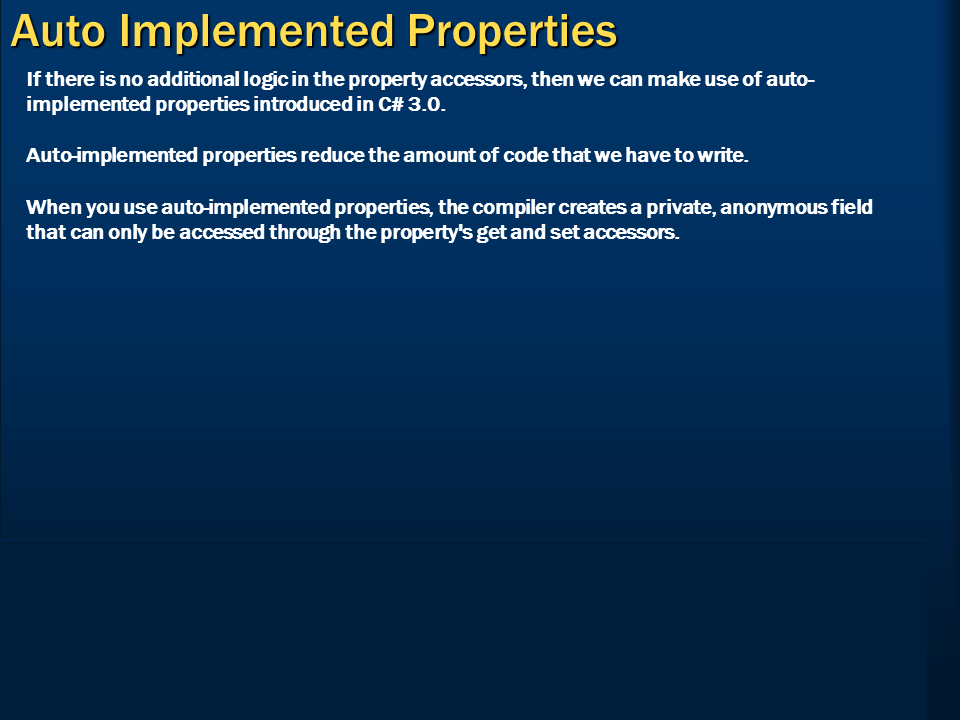 Auto Implemented Properties
If there is no additional logic in the property accessors, then we can make use of auto-
implemented properties introduced in C# 3.0.
Auto-implemented properties reduce the amount of code that we have to write.
When you use auto-implemented properties, the compiler creates a private, anonymous field
that can only be accessed through the property's get and set accessors.